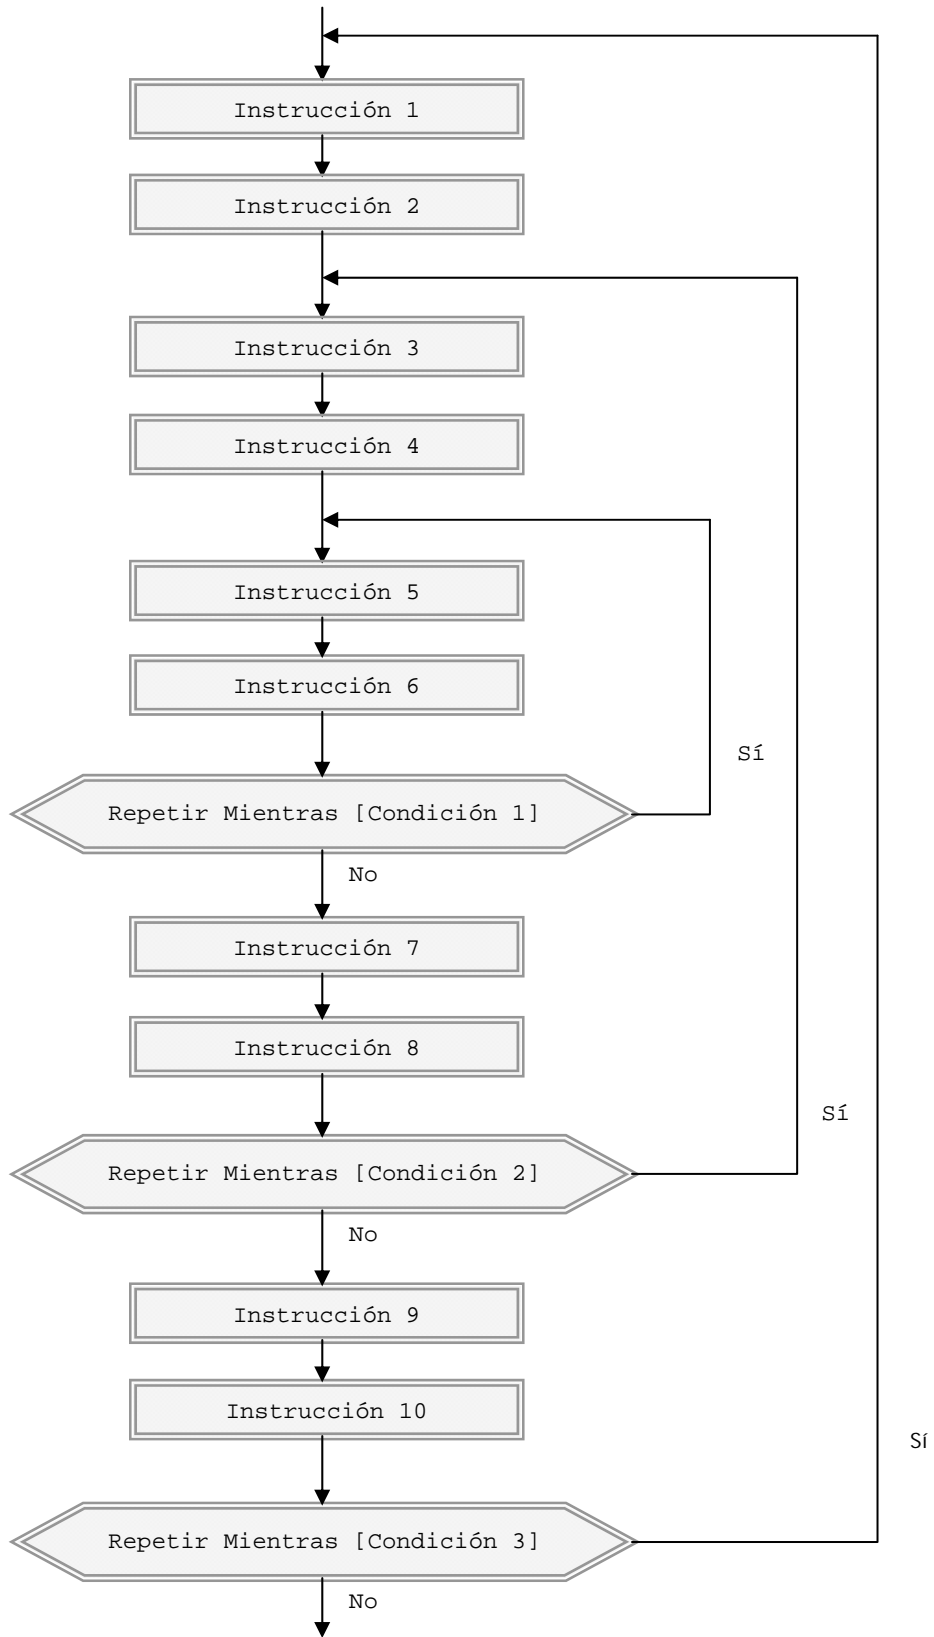 Instrucción 1
Instrucción 2
Instrucción 3
Instrucción 4
Instrucción 5
Instrucción 6
Sí
Repetir Mientras [Condición 1]
No
Instrucción 7
Instrucción 8
Sí
Repetir Mientras [Condición 2]
No
Instrucción 9
Instrucción 10
Sí
Repetir Mientras [Condición 3]
No